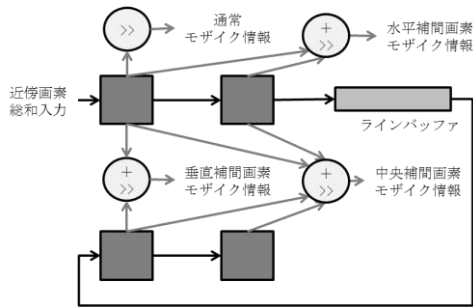 >>
通常
モザイク情報
+
>>
水平補間画素
モザイク情報
近傍画素
総和入力
ラインバッファ
+
>>
垂直補間画素
モザイク情報
+
>>
中央補間画素
モザイク情報